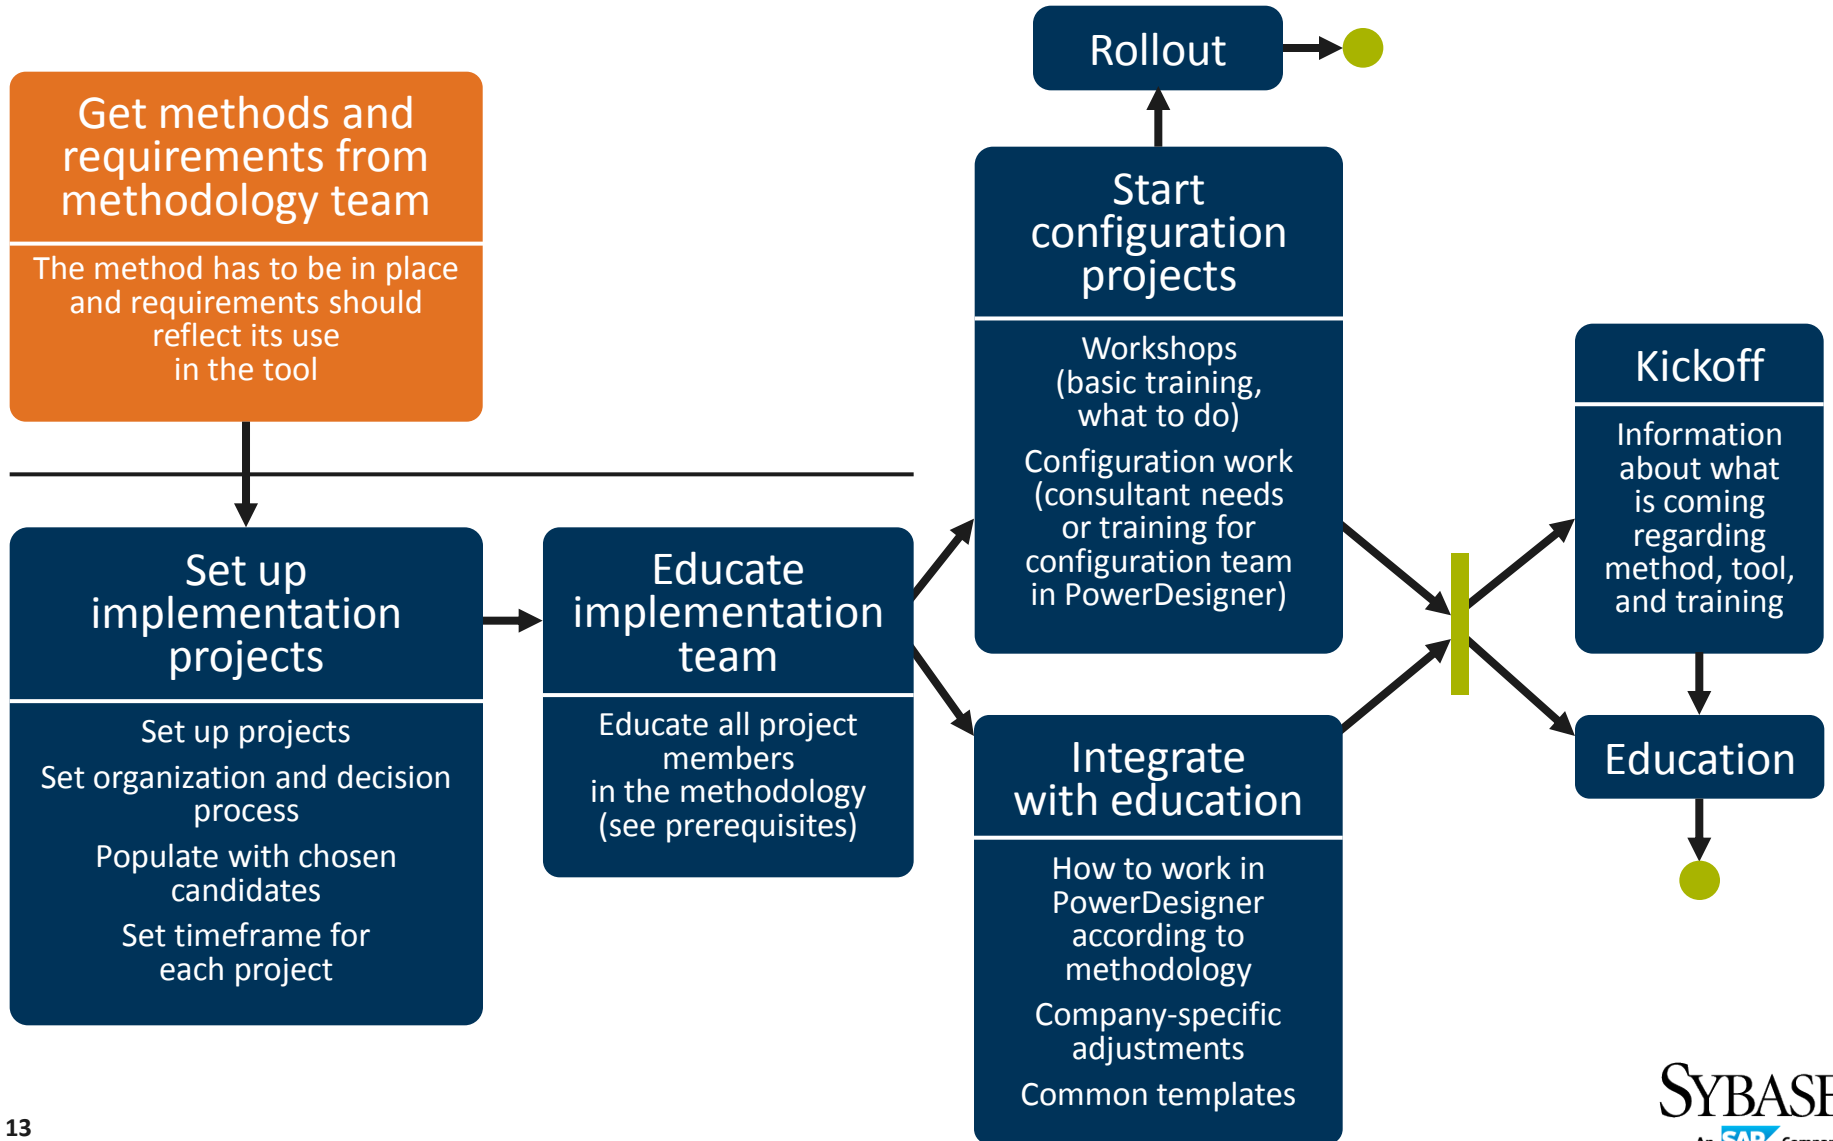 Get methods and
requirements from
methodology team
The method has to be in place
and requirements should
reflect its use
in the tool
Set up
implementation
projects
Set up projects
Set organization and decision
process
Populate with chosen
candidates
Set timeframe for
each project
Educate
implementation
team
Educate all project
members
in the methodology
(see prerequisites)
Rollout
Start
configuration
projects
Workshops
(basic training,
what to do)
Configuration work
(consultant needs
or training for
configuration team
in PowerDesigner)
Integrate
with education
How to work in
PowerDesigner
according to
methodology
Company-specific
adjustments
Common templates
Kickoff
Information
about what
is coming
regarding
method, tool,
and training
Education
13
SYBASE
An SAP